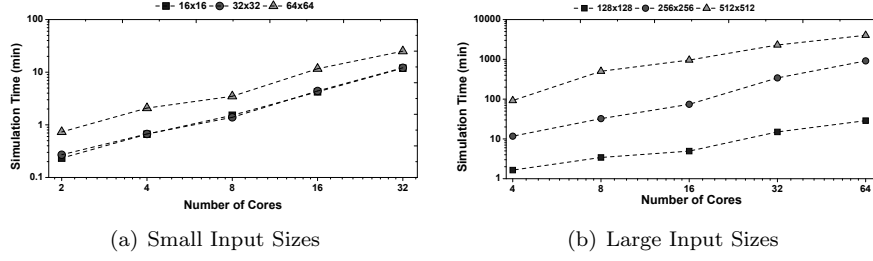 16x16 32x32 64x64
100
10
1
0.1
Simulation Time (min)
2 4 8 16 32
Number of Cores
(a) Small Input Sizes
128x128 256x256 512x512
10000
1000
100
10
1
Simulation Time (min)
4 8 16 32 64
Number of Cores
(b) Large Input Sizes